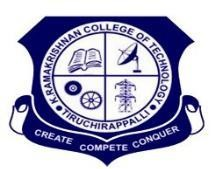 K.RAMAKRISHNAN COLLEGE OF TECHNOLOGY
• TIRUCHIRAPPALLI •
CREATE COMPETE CONQUER